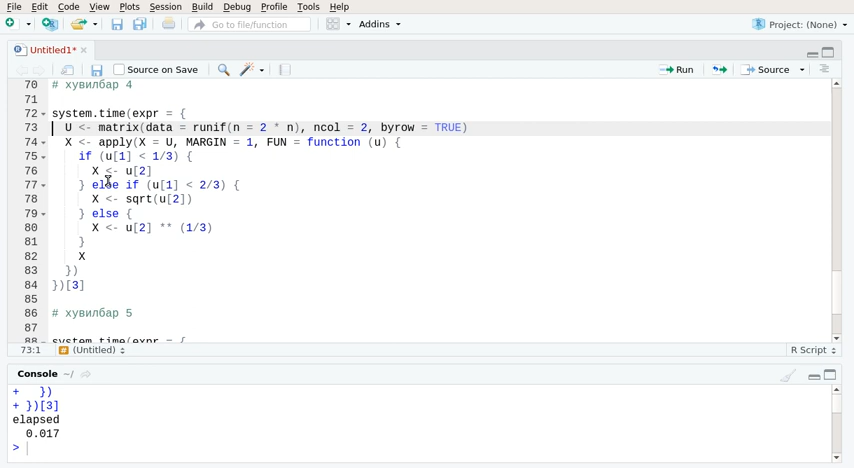 File Edit Code View Plots Session Build Debug Profile Tools Help
Go to file/function Addins Project: (None)
Untitled1*
Source on Save Run Source
70 # хувилбар 4
71
72 system.time(expr = {
73 U <- matrix(data = runif(n = 2 * n), ncol = 2, byrow = TRUE)
74 X <- apply(X = U, MARGIN = 1, FUN = function (u) {
75 if (u[1] < 1/3) {
76 X <- u[2]
77 } else if (u[1] < 2/3) {
78 X <- sqrt(u[2])
79 } else {
80 X <- u[2] ** (1/3)
81 }
82 X
83 })
84 })[3]
85
86 # хувилбар 5
87
88 system.time(expr = {
73:1 (Untitled) R Script
Console ~/
+ })
+ })[3]
elapsed
0.017
>